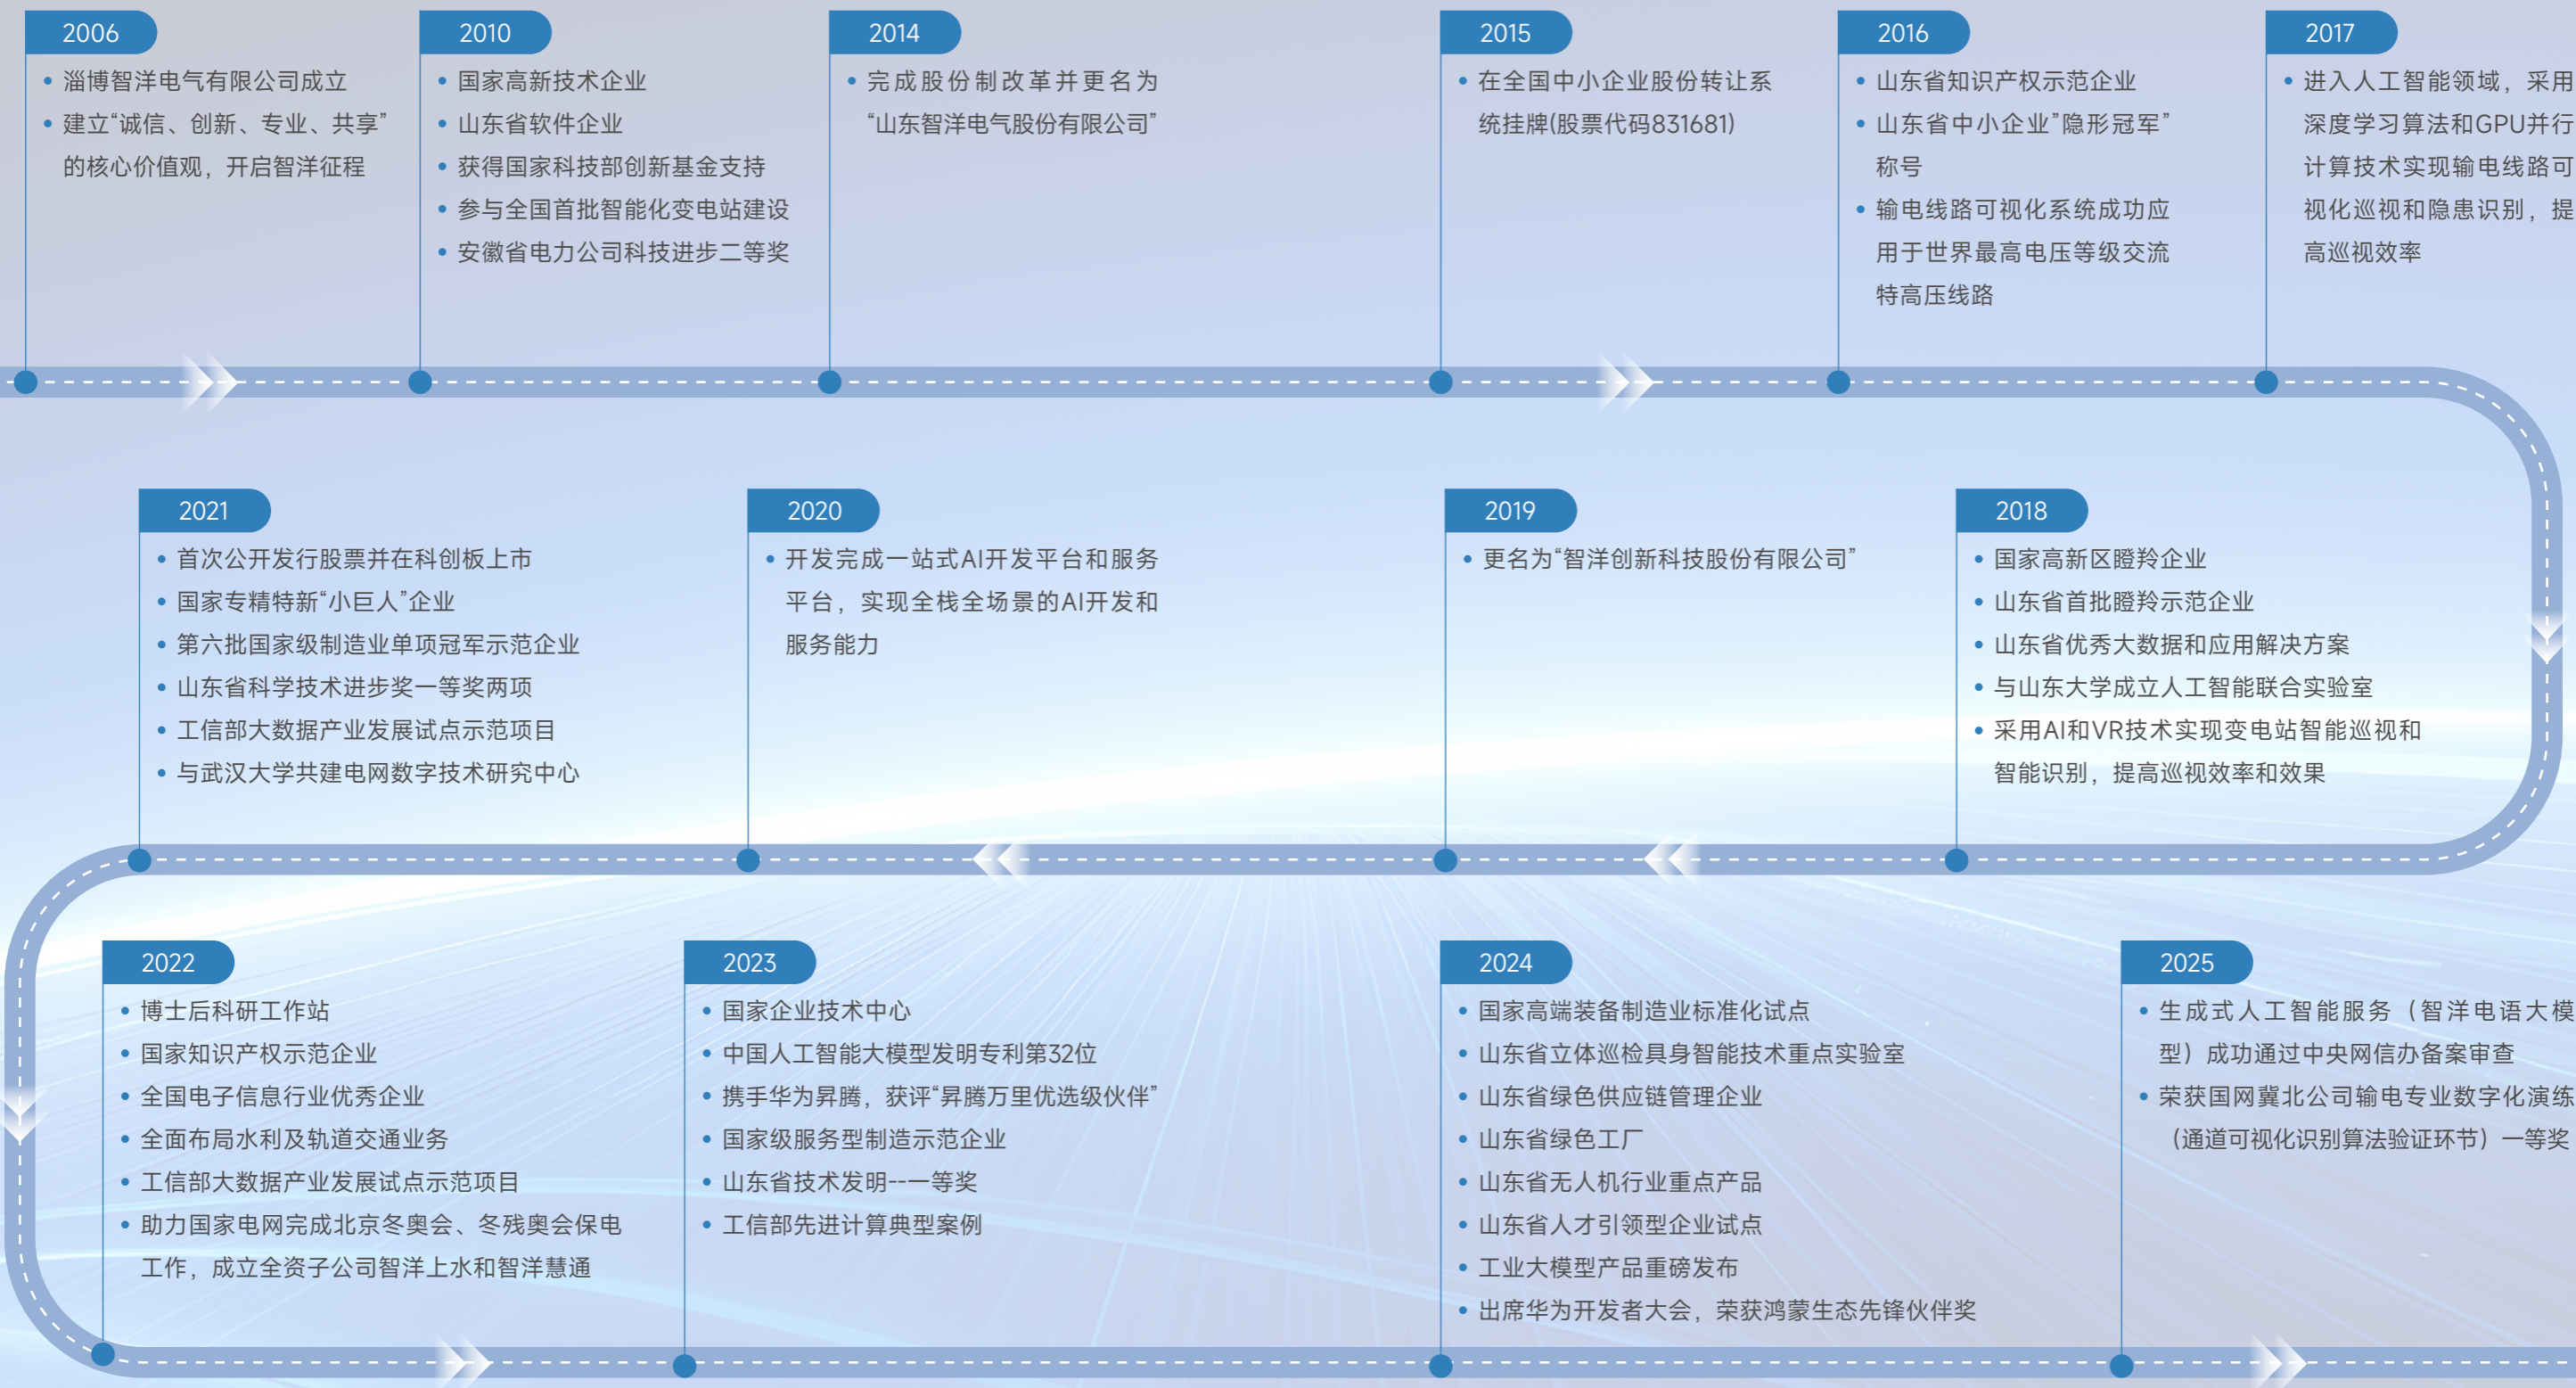 2006
淄博智洋电气有限公司成立
建立“诚信、创新、专业、共享”
的核心价值观，开启智洋征程
2010
国家高新技术企业
山东省软件企业
获得国家科技部创新基金支持
参与全国首批智能化变电站建设
安徽省电力公司科技进步二等奖
2014
完成股份制改革并更名为
“山东智洋电气股份有限公司”
2015
在全国中小企业股份转让系
统挂牌(股票代码831681)
2016
山东省知识产权示范企业
山东省中小企业”隐形冠军”
称号
输电线路可视化系统成功应
用于世界最高电压等级交流
特高压线路
2017
进入人工智能领域，采用
深度学习算法和GPU并行
计算技术实现输电线路可
视化巡视和隐患识别，提
高巡视效率
2018
国家高新区瞪羚企业
山东省首批瞪羚示范企业
山东省优秀大数据和应用解决方案
与山东大学成立人工智能联合实验室
采用AI和VR技术实现变电站智能巡视和
智能识别，提高巡视效率和效果
2019
更名为“智洋创新科技股份有限公司”
2020
开发完成一站式AI开发平台和服务
平台，实现全栈全场景的AI开发和
服务能力
2021
首次公开发行股票并在科创板上市
国家专精特新“小巨人”企业
第六批国家级制造业单项冠军示范企业
山东省科学技术进步奖一等奖两项
工信部大数据产业发展试点示范项目
与武汉大学共建电网数字技术研究中心
2022
博士后科研工作站
国家知识产权示范企业
全国电子信息行业优秀企业
全面布局水利及轨道交通业务
工信部大数据产业发展试点示范项目
助力国家电网完成北京冬奥会、冬残奥会保电
工作，成立全资子公司智洋上水和智洋慧通
2023
国家企业技术中心
中国人工智能大模型发明专利第32位
携手华为昇腾，获评“昇腾万里优选级伙伴”
国家级服务型制造示范企业
山东省技术发明--一等奖
工信部先进计算典型案例
2024
国家高端装备制造业标准化试点
山东省立体巡检具身智能技术重点实验室
山东省绿色供应链管理企业
山东省绿色工厂
山东省无人机行业重点产品
山东省人才引领型企业试点
工业大模型产品重磅发布
出席华为开发者大会，荣获鸿蒙生态先锋伙伴奖
2025
生成式人工智能服务（智洋电语大模
型）成功通过中央网信办备案审查
荣获国网冀北公司输电专业数字化演练
（通道可视化识别算法验证环节）一等奖